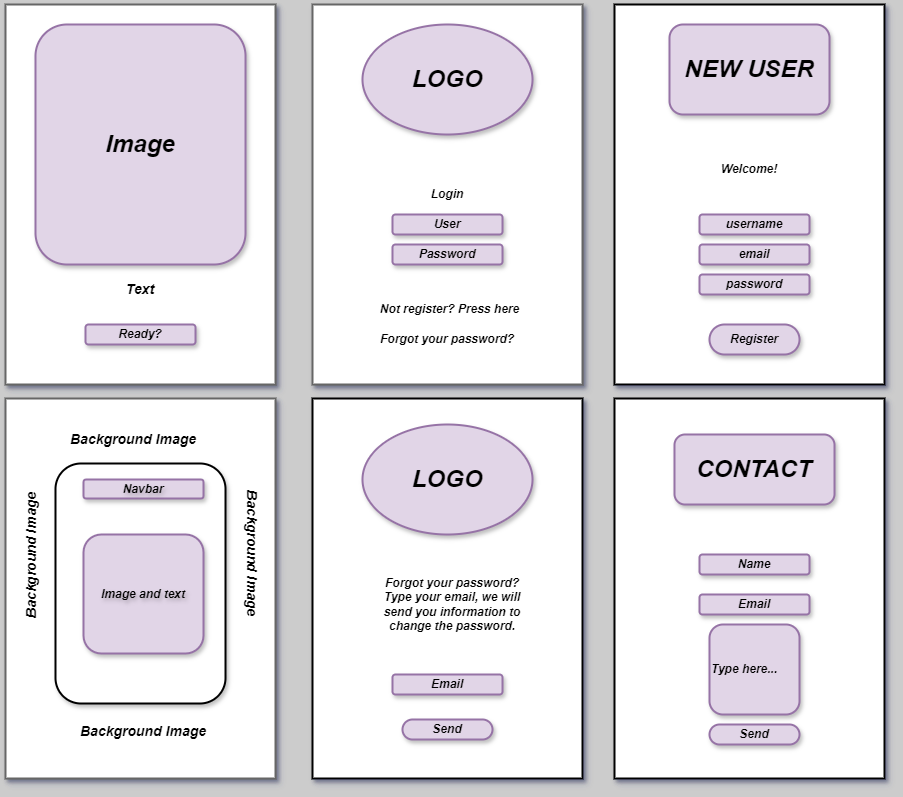 Image
Text
Ready?
LOGO
Login
User
Password
Not register? Press here
Forgot your password?
NEW USER
Welcome!
username
email
password
Register
Background Image
Background Image
Navbar
Image and text
Background Image
Background Image
LOGO
Forgot your password?
Type your email, we will
send you information to
change the password.
Email
Send
CONTACT
Name
Email
Type here...
Send